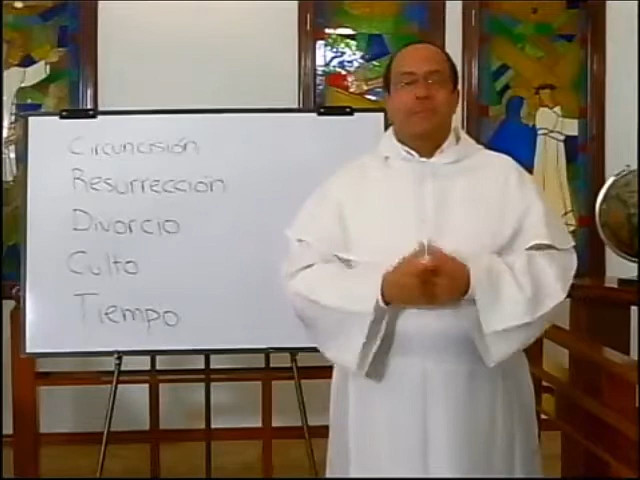 Circuncisión
Resurrección
Divorcio
Culto
Tiempo